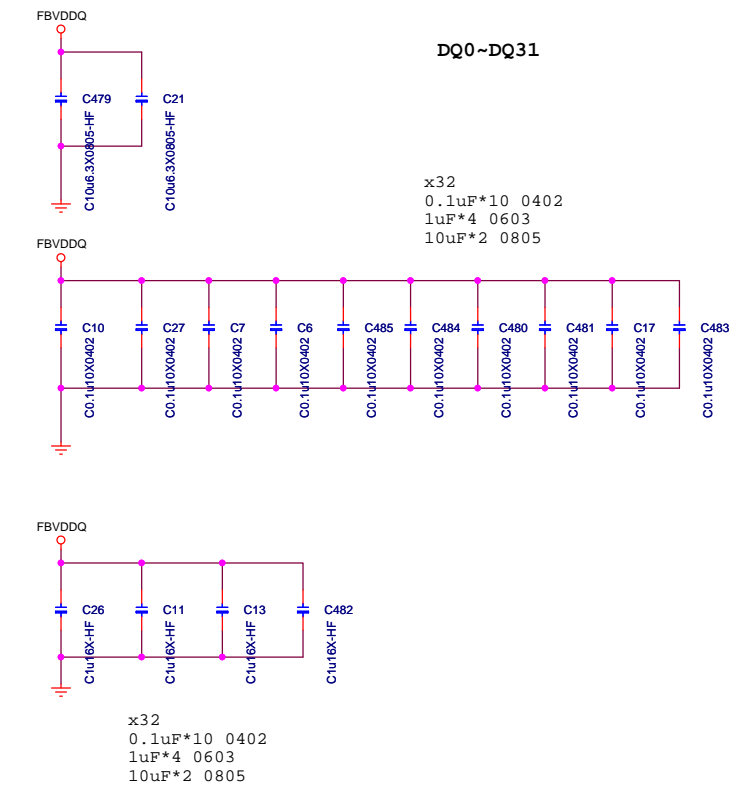 FBVDDQ
DQ0~DQ31
C479
C10u6.3X0805-HF
C21
C10u6.3X0805-HF
x32
0.1uF*10 0402
1uF*4 0603
10uF*2 0805
FBVDDQ
C10
C0.1u10X0402
C27
C0.1u10X0402
C7
C0.1u10X0402
C6
C0.1u10X0402
C485
C0.1u10X0402
C484
C0.1u10X0402
C480
C0.1u10X0402
C481
C0.1u10X0402
C17
C0.1u10X0402
C483
C0.1u10X0402
FBVDDQ
C26
C1u16X-HF
C11
C1u16X-HF
C13
C1u16X-HF
C482
C1u16X-HF
x32
0.1uF*10 0402
1uF*4 0603
10uF*2 0805